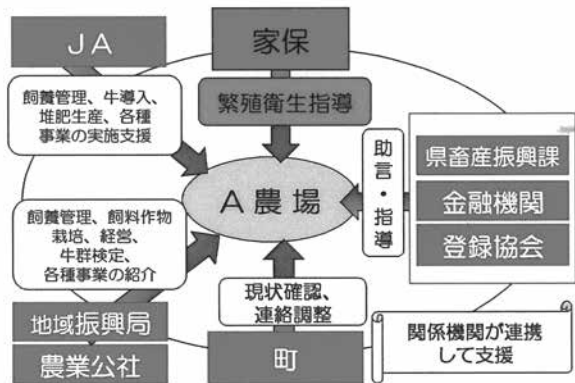 JA
家保
飼養管理、牛導入、
堆肥生産、各種
事業の実施支援
繁殖衛生指導
助言・指導
県畜産振興課
金融機関
登録協会
A農場
飼養管理、飼料作物
栽培、経営、
牛群検定、
各種事業の紹介
現状確認、
連絡調整
地域振興局
農業公社
町
関係機関が連携
して支援